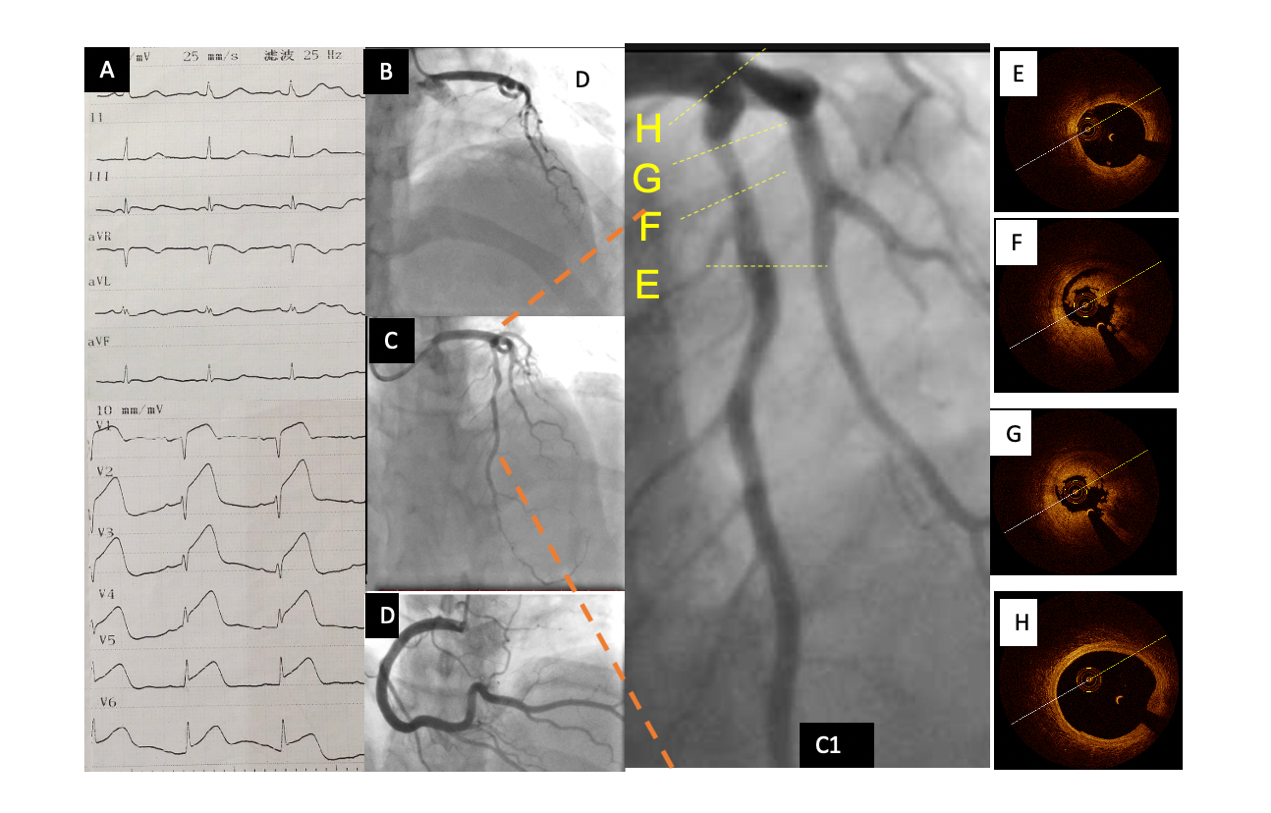 A
/mV 25 mm/s 滤波 25 Hz
II
III
aVR
aVL
aVF
10 mm/mV
V1
V2
V3
V4
V5
V6
B
D
C
D
H
G
F
E
C1
E
F
G
H